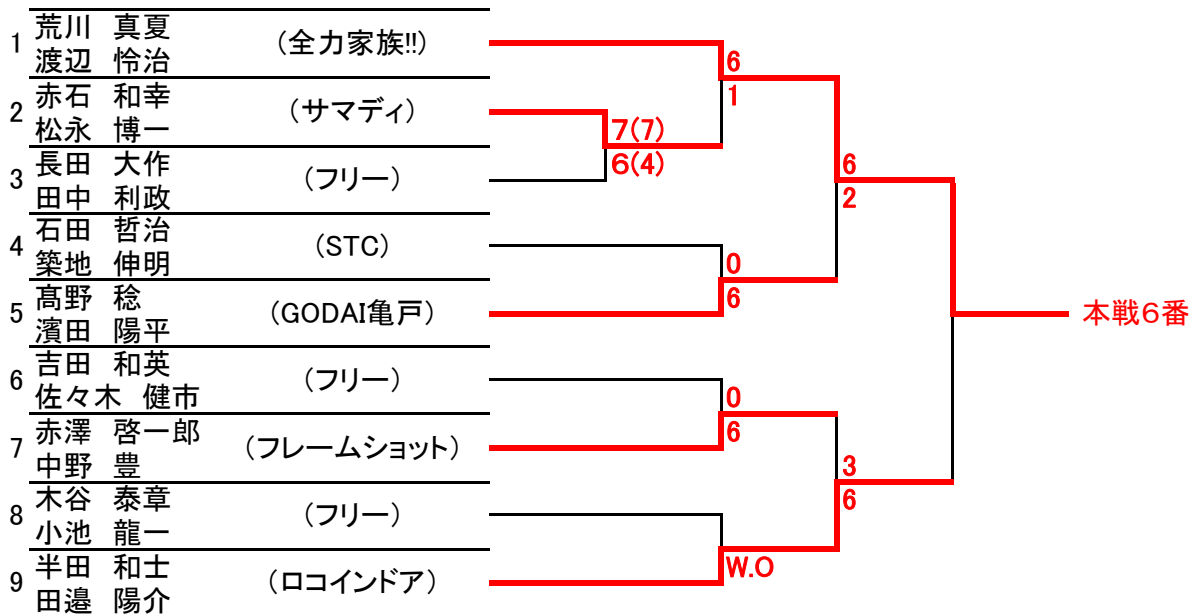 1 荒川 真夏 (全力家族!!)
渡辺 怜治
2 赤石 和幸 (サマディ)
松永 博一
3 長田 大作 (フリー)
田中 利政
4 石田 哲治 (STC)
築地 伸明
5 髙野 稔 (GODAI亀戸)
濱田 陽平
6 吉田 和英 (フリー)
佐々木 健市
7 赤澤 啓一郎 (フレームショット)
中野 豊
8 木谷 泰章 (フリー)
小池 龍一
9 半田 和士 (ロコインドア)
田邉 陽介
7(7)
6(4)
6
1
0
6
0
6
W.O
6
2
3
6
本戦6番